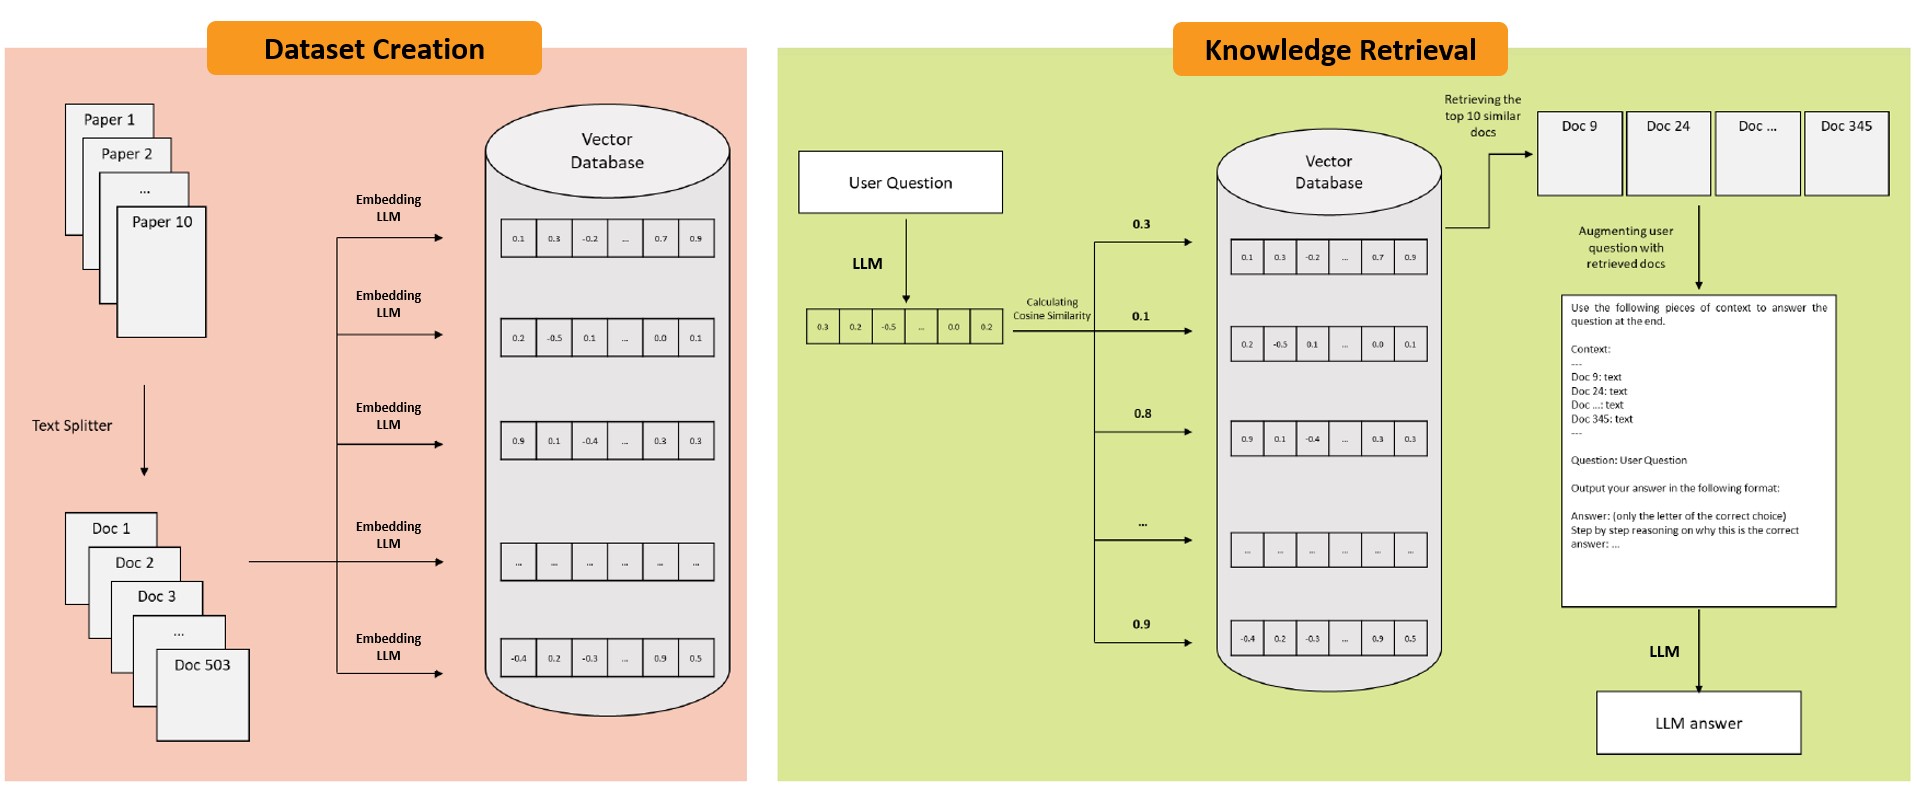 Dataset Creation
Paper 1
Paper 2
...
Paper 10
Text Splitter
Doc 1
Doc 2
Doc 3
...
Doc 503
Embedding
LLM
Embedding
LLM
Embedding
LLM
Embedding
LLM
Embedding
LLM
Vector
Database
0.1 0.3 -0.2 ... 0.7 0.9
0.2 -0.5 0.1 ... 0.0 0.1
0.9 0.1 -0.4 ... 0.3 0.3
... ... ... ... ... ...
-0.4 0.2 -0.3 ... 0.9 0.5
Knowledge Retrieval
User Question
LLM
0.3 0.2 -0.5 ... 0.0 0.2
Calculating
Cosine Similarity
0.3
0.1
0.8
...
0.9
Vector
Database
0.1 0.3 -0.2 ... 0.7 0.9
0.2 -0.5 0.1 ... 0.0 0.1
0.9 0.1 -0.4 ... 0.3 0.3
... ... ... ... ... ...
-0.4 0.2 -0.3 ... 0.9 0.5
Retrieving the
top 10 similar
docs
Doc 9 Doc 24 Doc ... Doc 345
Augmenting user
question with
retrieved docs
Use the following pieces of context to answer the
question at the end.
Context:
---
Doc 9: text
Doc 24: text
Doc ...: text
Doc 345: text
---
Question: User Question
Output your answer in the following format:
Answer: (only the letter of the correct choice)
Step by step reasoning on why this is the correct
answer: ...
LLM
LLM answer